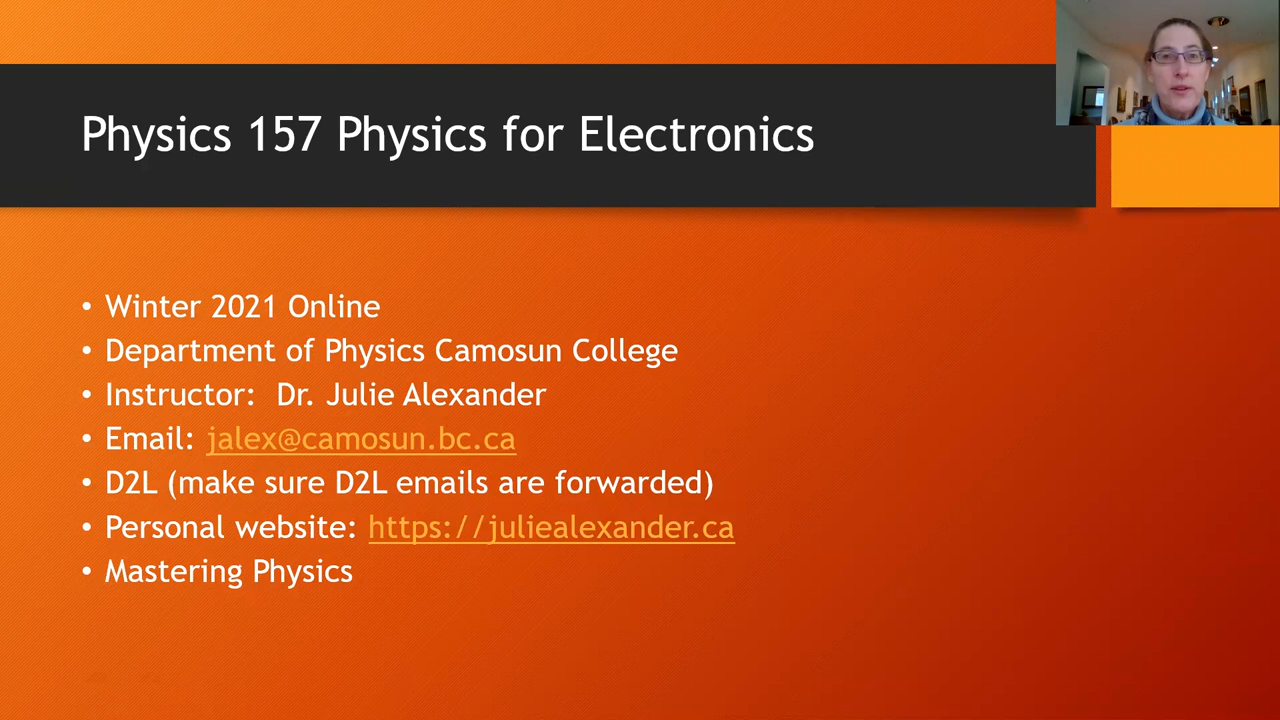 Physics 157 Physics for Electronics
• Winter 2021 Online
• Department of Physics Camosun College
• Instructor: Dr. Julie Alexander
• Email: jalex@camosun.bc.ca
• D2L (make sure D2L emails are forwarded)
• Personal website: https://juliealexander.ca
• Mastering Physics